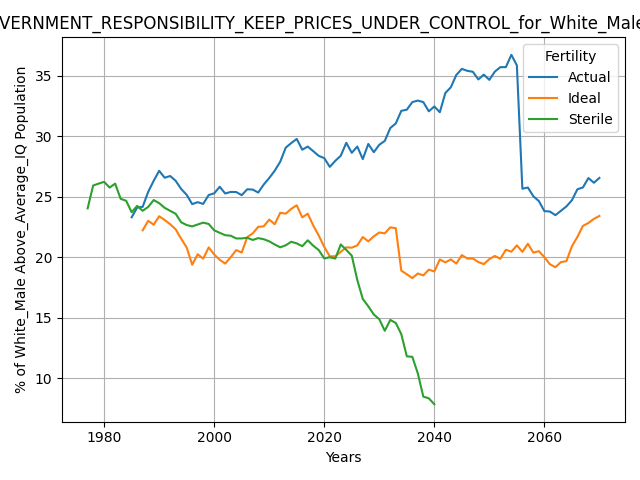 VERNMENT_RESPONSIBILITY_KEEP_PRICES_UNDER_CONTROL_for_White_Male
% of White_Male Above_Average_IQ Population
Fertility
Actual
Ideal
Sterile
35
30
25
20
15
10
1980
2000
2020
2040
2060
Years